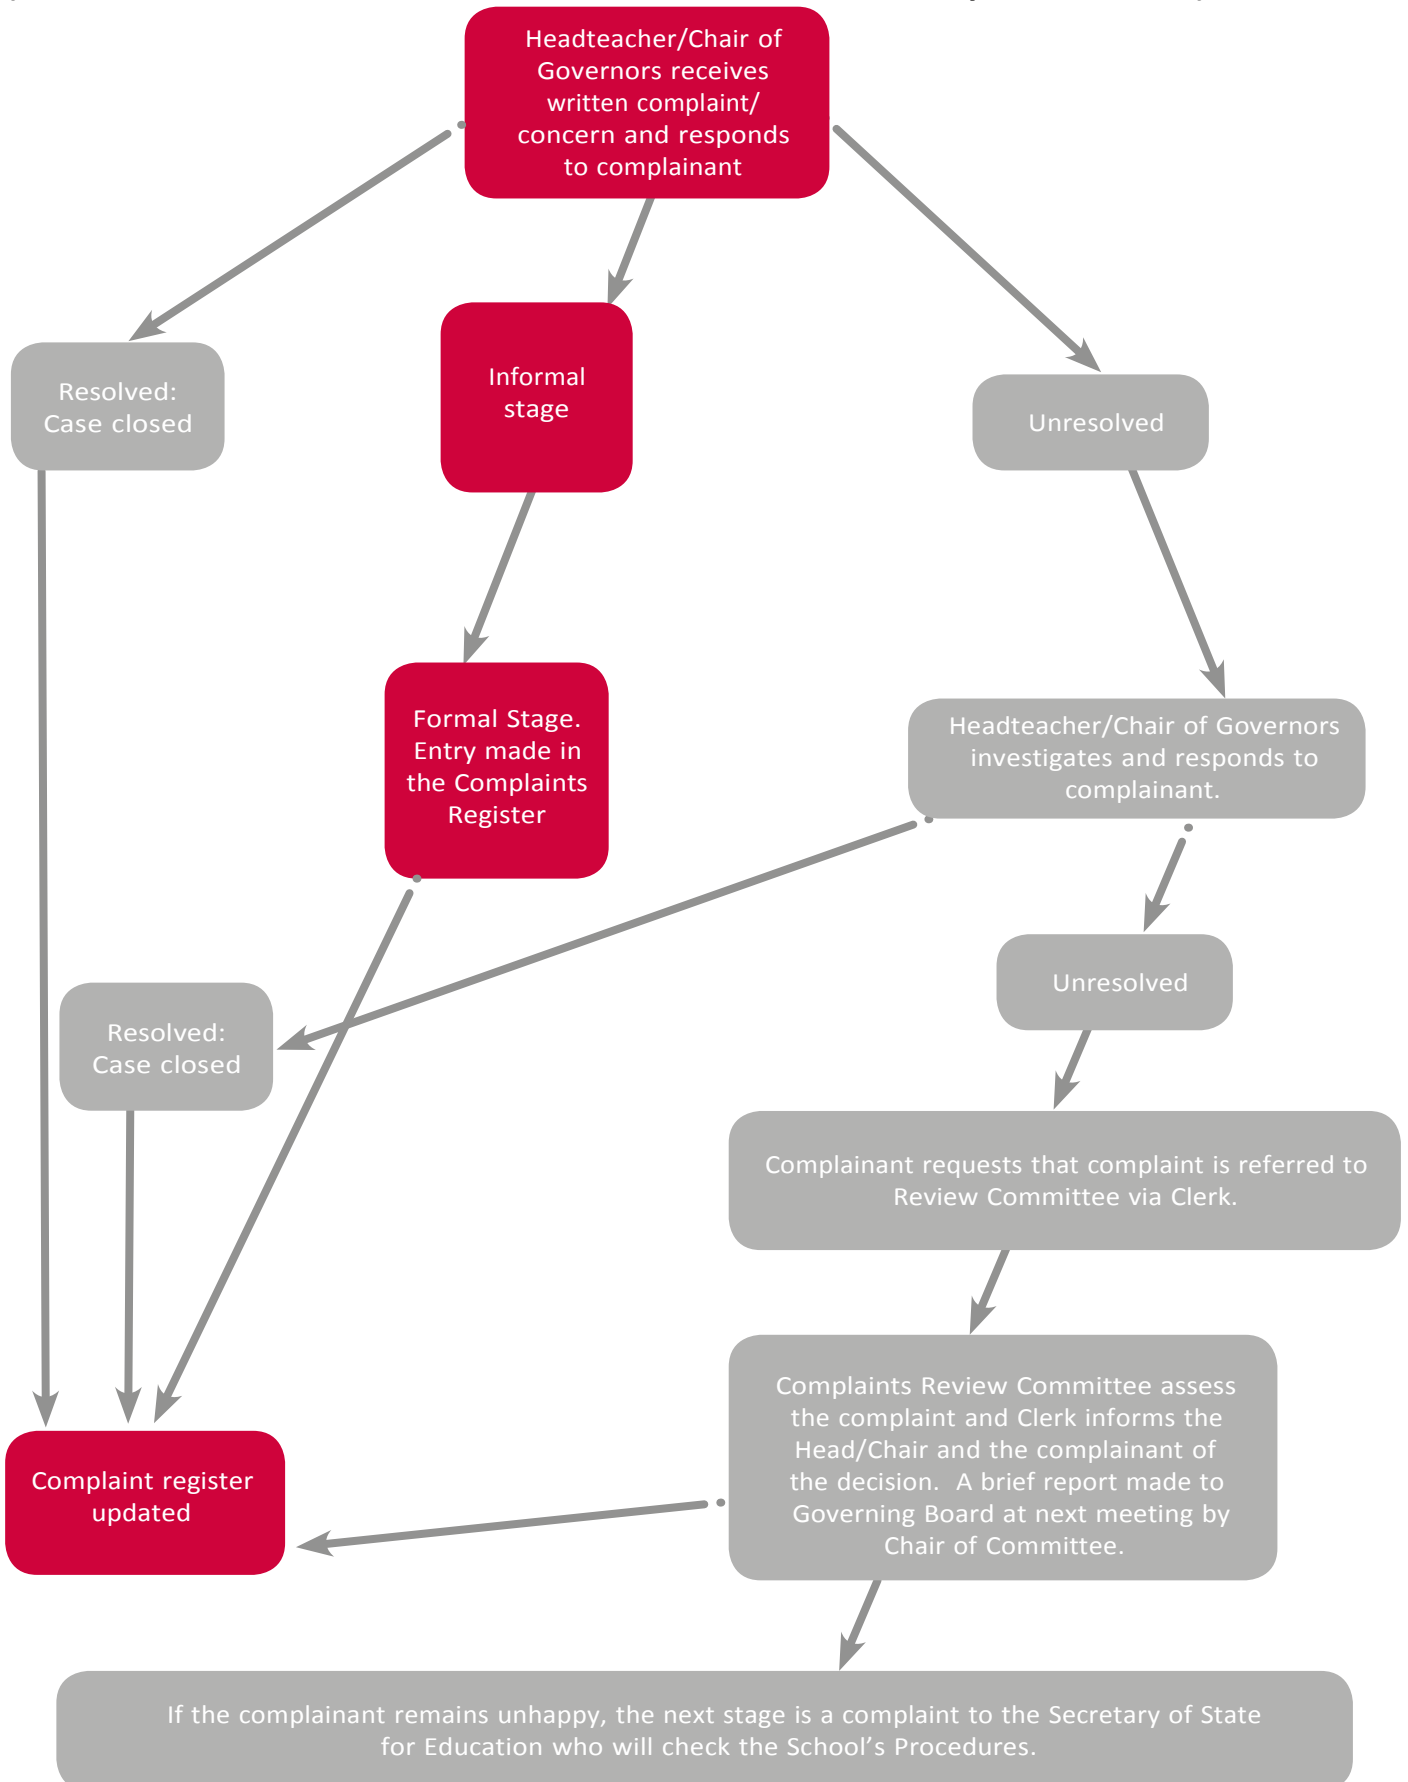 Headteacher/Chair of
Governors receives
written complaint/
concern and responds
to complainant
Resolved:
Case closed
Informal
stage
Unresolved
Formal Stage.
Entry made in
the Complaints
Register
Headteacher/Chair of Governors
investigates and responds to
complainant.
Resolved:
Case closed
Unresolved
Complainant requests that complaint is referred to
Review Committee via Clerk.
Complaints Review Committee assess
the complaint and Clerk informs the
Head/Chair and the complainant of
the decision.  A brief report made to
Governing Board at next meeting by
Chair of Committee.
Complaint register
updated
If the complainant remains unhappy, the next stage is a complaint to the Secretary of State
for Education who will check the School’s Procedures.